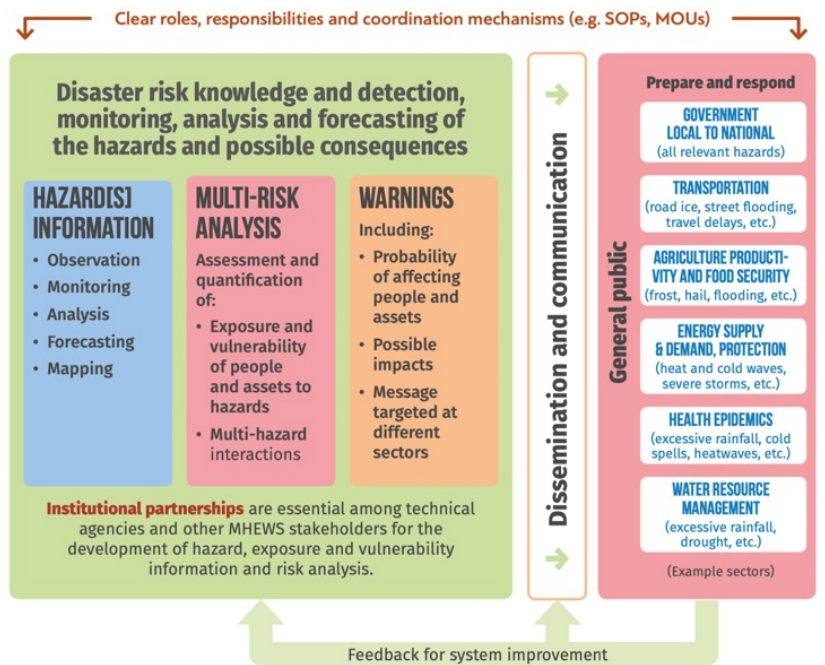 Clear roles, responsibilities and coordination mechanisms (e.g. SOPs, MOUs)
Disaster risk knowledge and detection,
monitoring, analysis and forecasting of
the hazards and possible consequences
HAZARD[S]
INFORMATION
• Observation
• Monitoring
• Analysis
• Forecasting
• Mapping
MULTI-RISK
ANALYSIS
Assessment and
quantification
of:
• Exposure and
vulnerability
of people
and assets to
hazards
• Multi-hazard
interactions
WARNINGS
Including:
• Probability
of affecting
people and
assets
• Possible
impacts
• Message
targeted at
different
sectors
Institutional partnerships are essential among technical
agencies and other MHEWS stakeholders for the
development of hazard, exposure and vulnerability
information and risk analysis.
Dissemination and communication
General public
Prepare and respond
GOVERNMENT
LOCAL TO NATIONAL
(all relevant hazards)
TRANSPORTATION
(road ice, street flooding,
travel delays, etc.)
AGRICULTURE PRODUCTI-
VITY AND FOOD SECURITY
(frost, hail, flooding, etc.)
ENERGY SUPPLY
& DEMAND, PROTECTION
(heat and cold waves,
severe storms, etc.)
HEALTH EPIDEMICS
(excessive rainfall, cold
spells, heatwaves, etc.)
WATER RESOURCE
MANAGEMENT
(excessive rainfall,
drought, etc.)
(Example sectors)
Feedback for system improvement